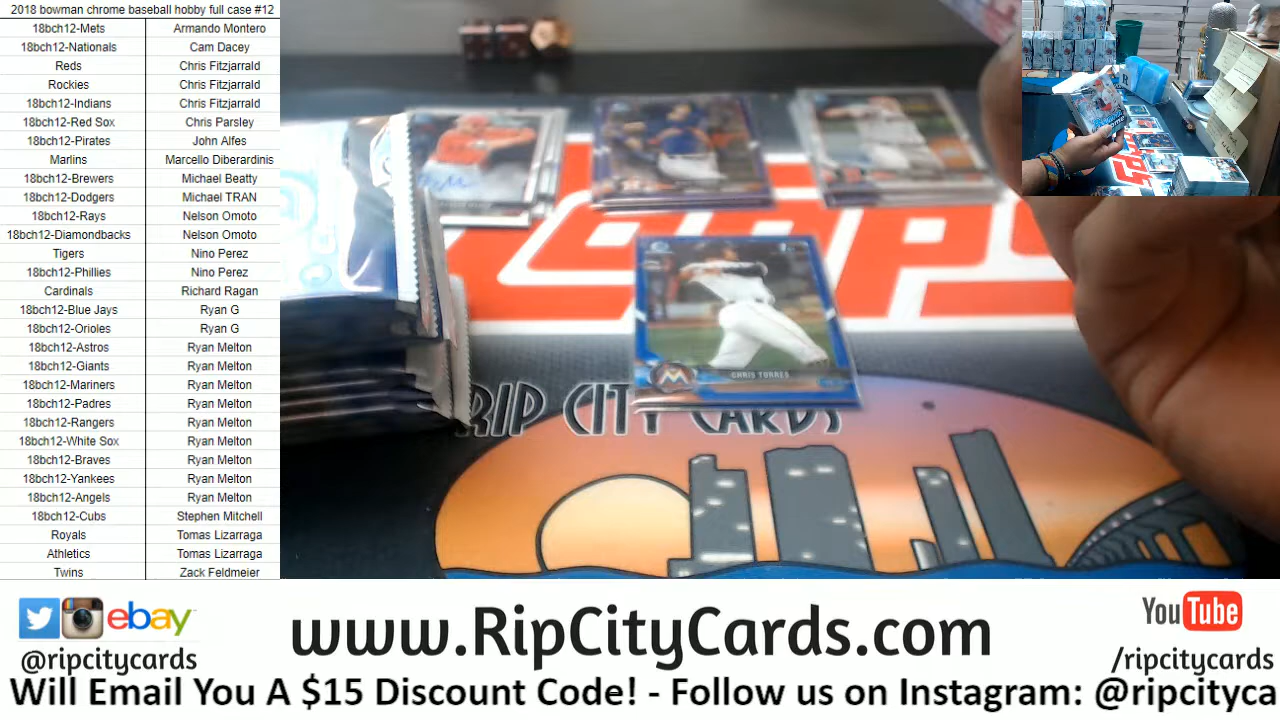 2018 bowman chrome baseball hobby full case #12
18bch12-Mets Armando Montero
18bch12-Nationals Cam Dacey
Reds Chris Fitzjarrald
Rockies Chris Fitzjarrald
18bch12-Indians Chris Fitzjarrald
18bch12-Red Sox Chris Parsley
18bch12-Pirates John Alfes
Marlins Marcello Diberardinis
18bch12-Brewers Michael Beatty
18bch12-Dodgers Michael TRAN
18bch12-Rays Nelson Omoto
18bch12-Diamondbacks Nelson Omoto
Tigers Nino Perez
18bch12-Phillies Nino Perez
Cardinals Richard Ragan
18bch12-Blue Jays Ryan G
18bch12-Orioles Ryan G
18bch12-Astros Ryan Melton
18bch12-Giants Ryan Melton
18bch12-Mariners Ryan Melton
18bch12-Padres Ryan Melton
18bch12-Rangers Ryan Melton
18bch12-White Sox Ryan Melton
18bch12-Braves Ryan Melton
18bch12-Yankees Ryan Melton
18bch12-Angels Ryan Melton
18bch12-Cubs Stephen Mitchell
Royals Tomas Lizarraga
Athletics Tomas Lizarraga
Twins Zack Feldmeier
CHRIS TORRES
RIP CITY CARDS
ebay
@ripcitycards
www.RipCityCards.com
YouTube
/ripcitycards
Will Email You A $15 Discount Code! - Follow us on Instagram: @ripcityca